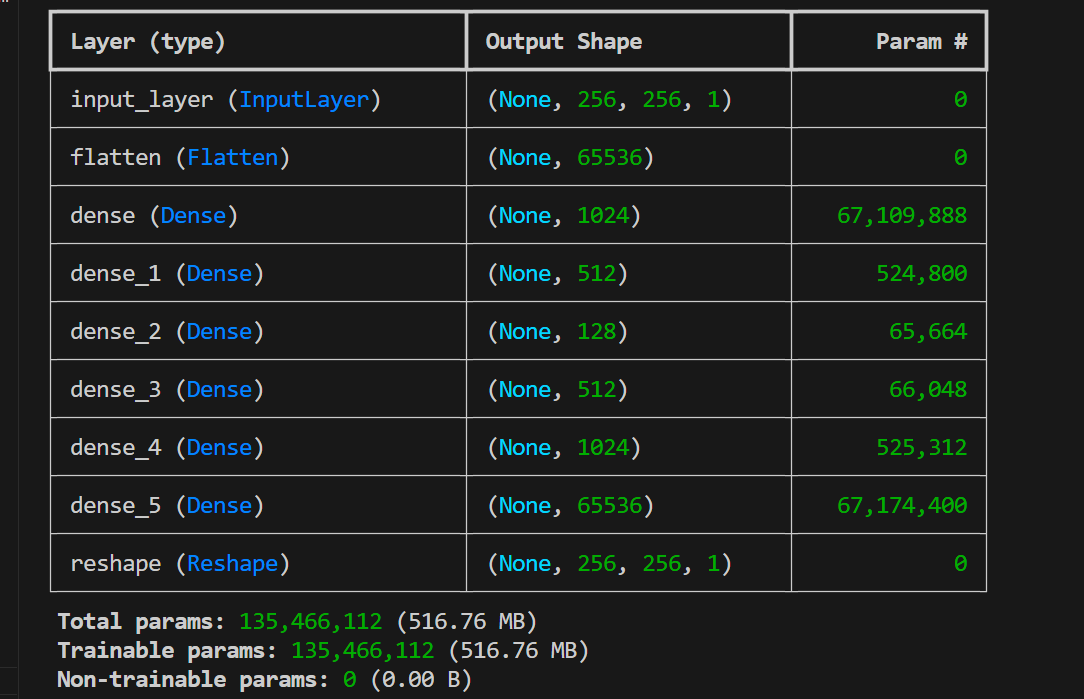 Layer (type) Output Shape Param #
input_layer (InputLayer) (None, 256, 256, 1) 0
flatten (Flatten) (None, 65536) 0
dense (Dense) (None, 1024) 67,109,888
dense_1 (Dense) (None, 512) 524,800
dense_2 (Dense) (None, 128) 65,664
dense_3 (Dense) (None, 512) 66,048
dense_4 (Dense) (None, 1024) 525,312
dense_5 (Dense) (None, 65536) 67,174,400
reshape (Reshape) (None, 256, 256, 1) 0
Total params: 135,466,112 (516.76 MB)
Trainable params: 135,466,112 (516.76 MB)
Non-trainable params: 0 (0.00 B)